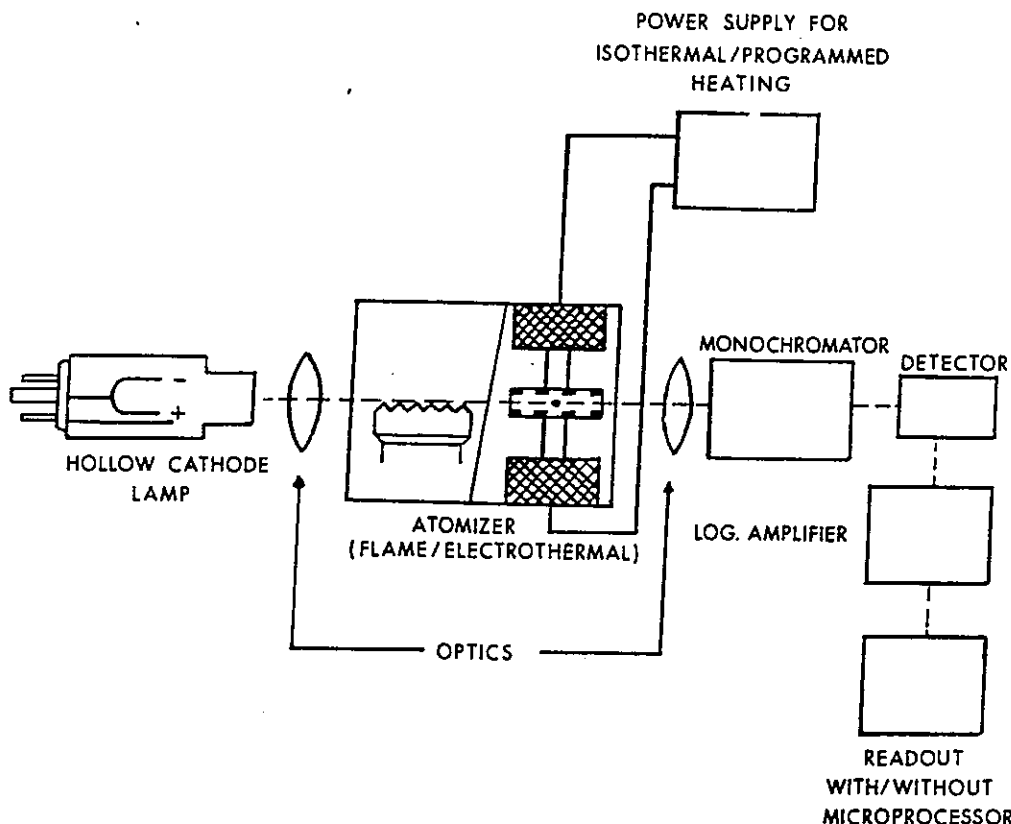 POWER SUPPLY FOR
ISOTHERMAL/PROGRAMMED
HEATING
MONOCHROMATOR
DETECTOR
- 
+
HOLLOW CATHODE
LAMP
ATOMIZER
(FLAME/ELECTROTHERMAL)
LOG. AMPLIFIER
OPTICS
READOUT
WITH/WITHOUT
MICROPROCESSOR